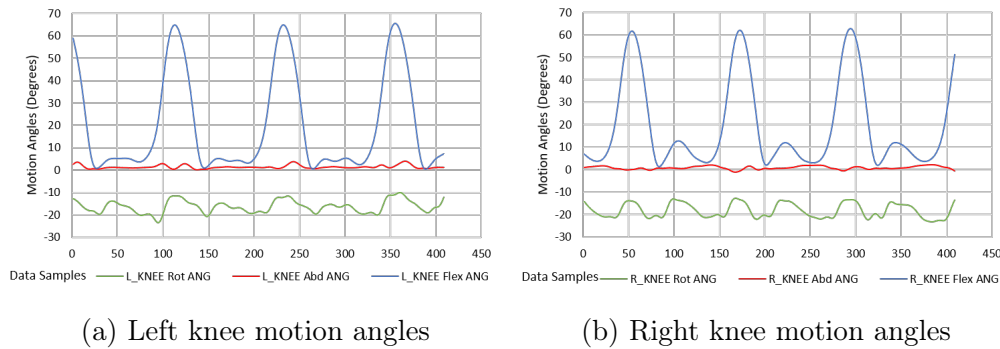 Motion Angles (Degrees)
70
60
50
40
30
20
10
0
-10
-20
-30
0 50 100 150 200 250 300 350 400 450
Data Samples L_KNEE Rot ANG L_KNEE Abd ANG L_KNEE Flex ANG
(a) Left knee motion angles
Motion Angles (Degrees)
70
60
50
40
30
20
10
0
-10
-20
-30
0 50 100 150 200 250 300 350 400 450
Data Samples R_KNEE Rot ANG R_KNEE Abd ANG R_KNEE Flex ANG
(b) Right knee motion angles